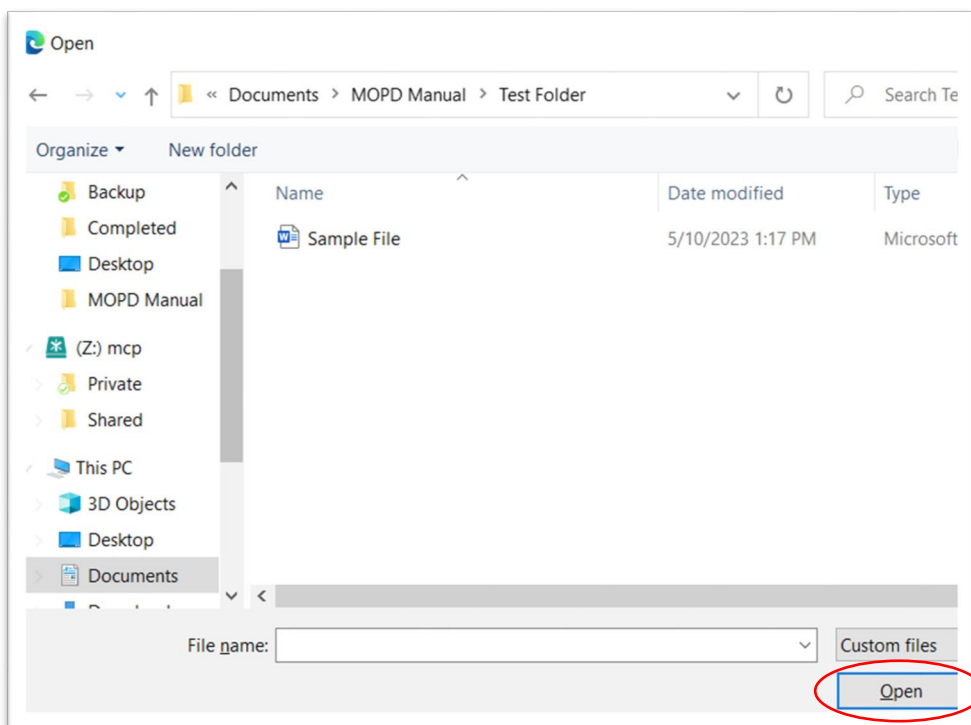 Open
« Documents > MOPD Manual > Test Folder
Search Te
Organize
New folder
Name
Date modified
Type
Backup
Completed
Desktop
MOPD Manual
(Z:) mcp
Private
Shared
This PC
3D Objects
Desktop
Documents
Sample File
5/10/2023 1:17 PM
Microsoft
File name:
Custom files
Open